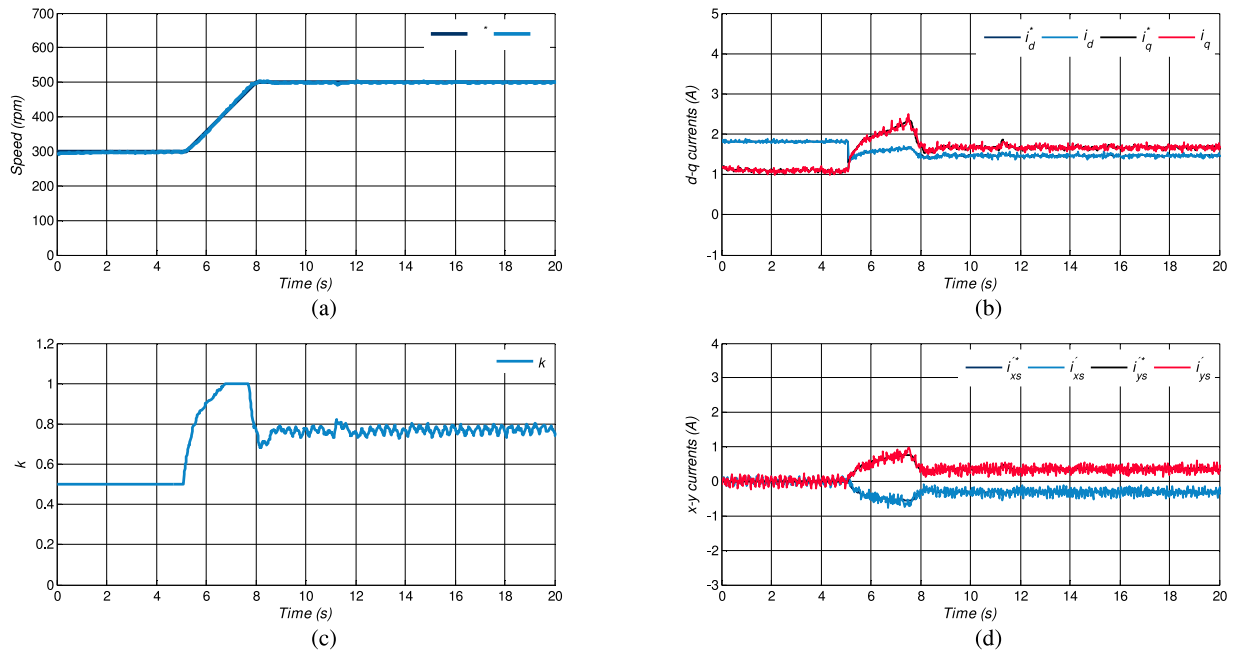 700
600
500
400
300
200
100
0
Speed (rpm)
*
0 2 4 6 8 10 12 14 16 18 20
Time (s)
(a)
5
4
3
2
1
0
-1
d-q currents (A)
i*d id i*q iq
0 2 4 6 8 10 12 14 16 18 20
Time (s)
(b)
1.2
1
0.8
0.6
0.4
0.2
0
k
k
0 2 4 6 8 10 12 14 16 18 20
Time (s)
(c)
4
3
2
1
0
-1
-2
-3
x-y currents (A)
i´*xs i´xs i´*ys i´ys
0 2 4 6 8 10 12 14 16 18 20
Time (s)
(d)